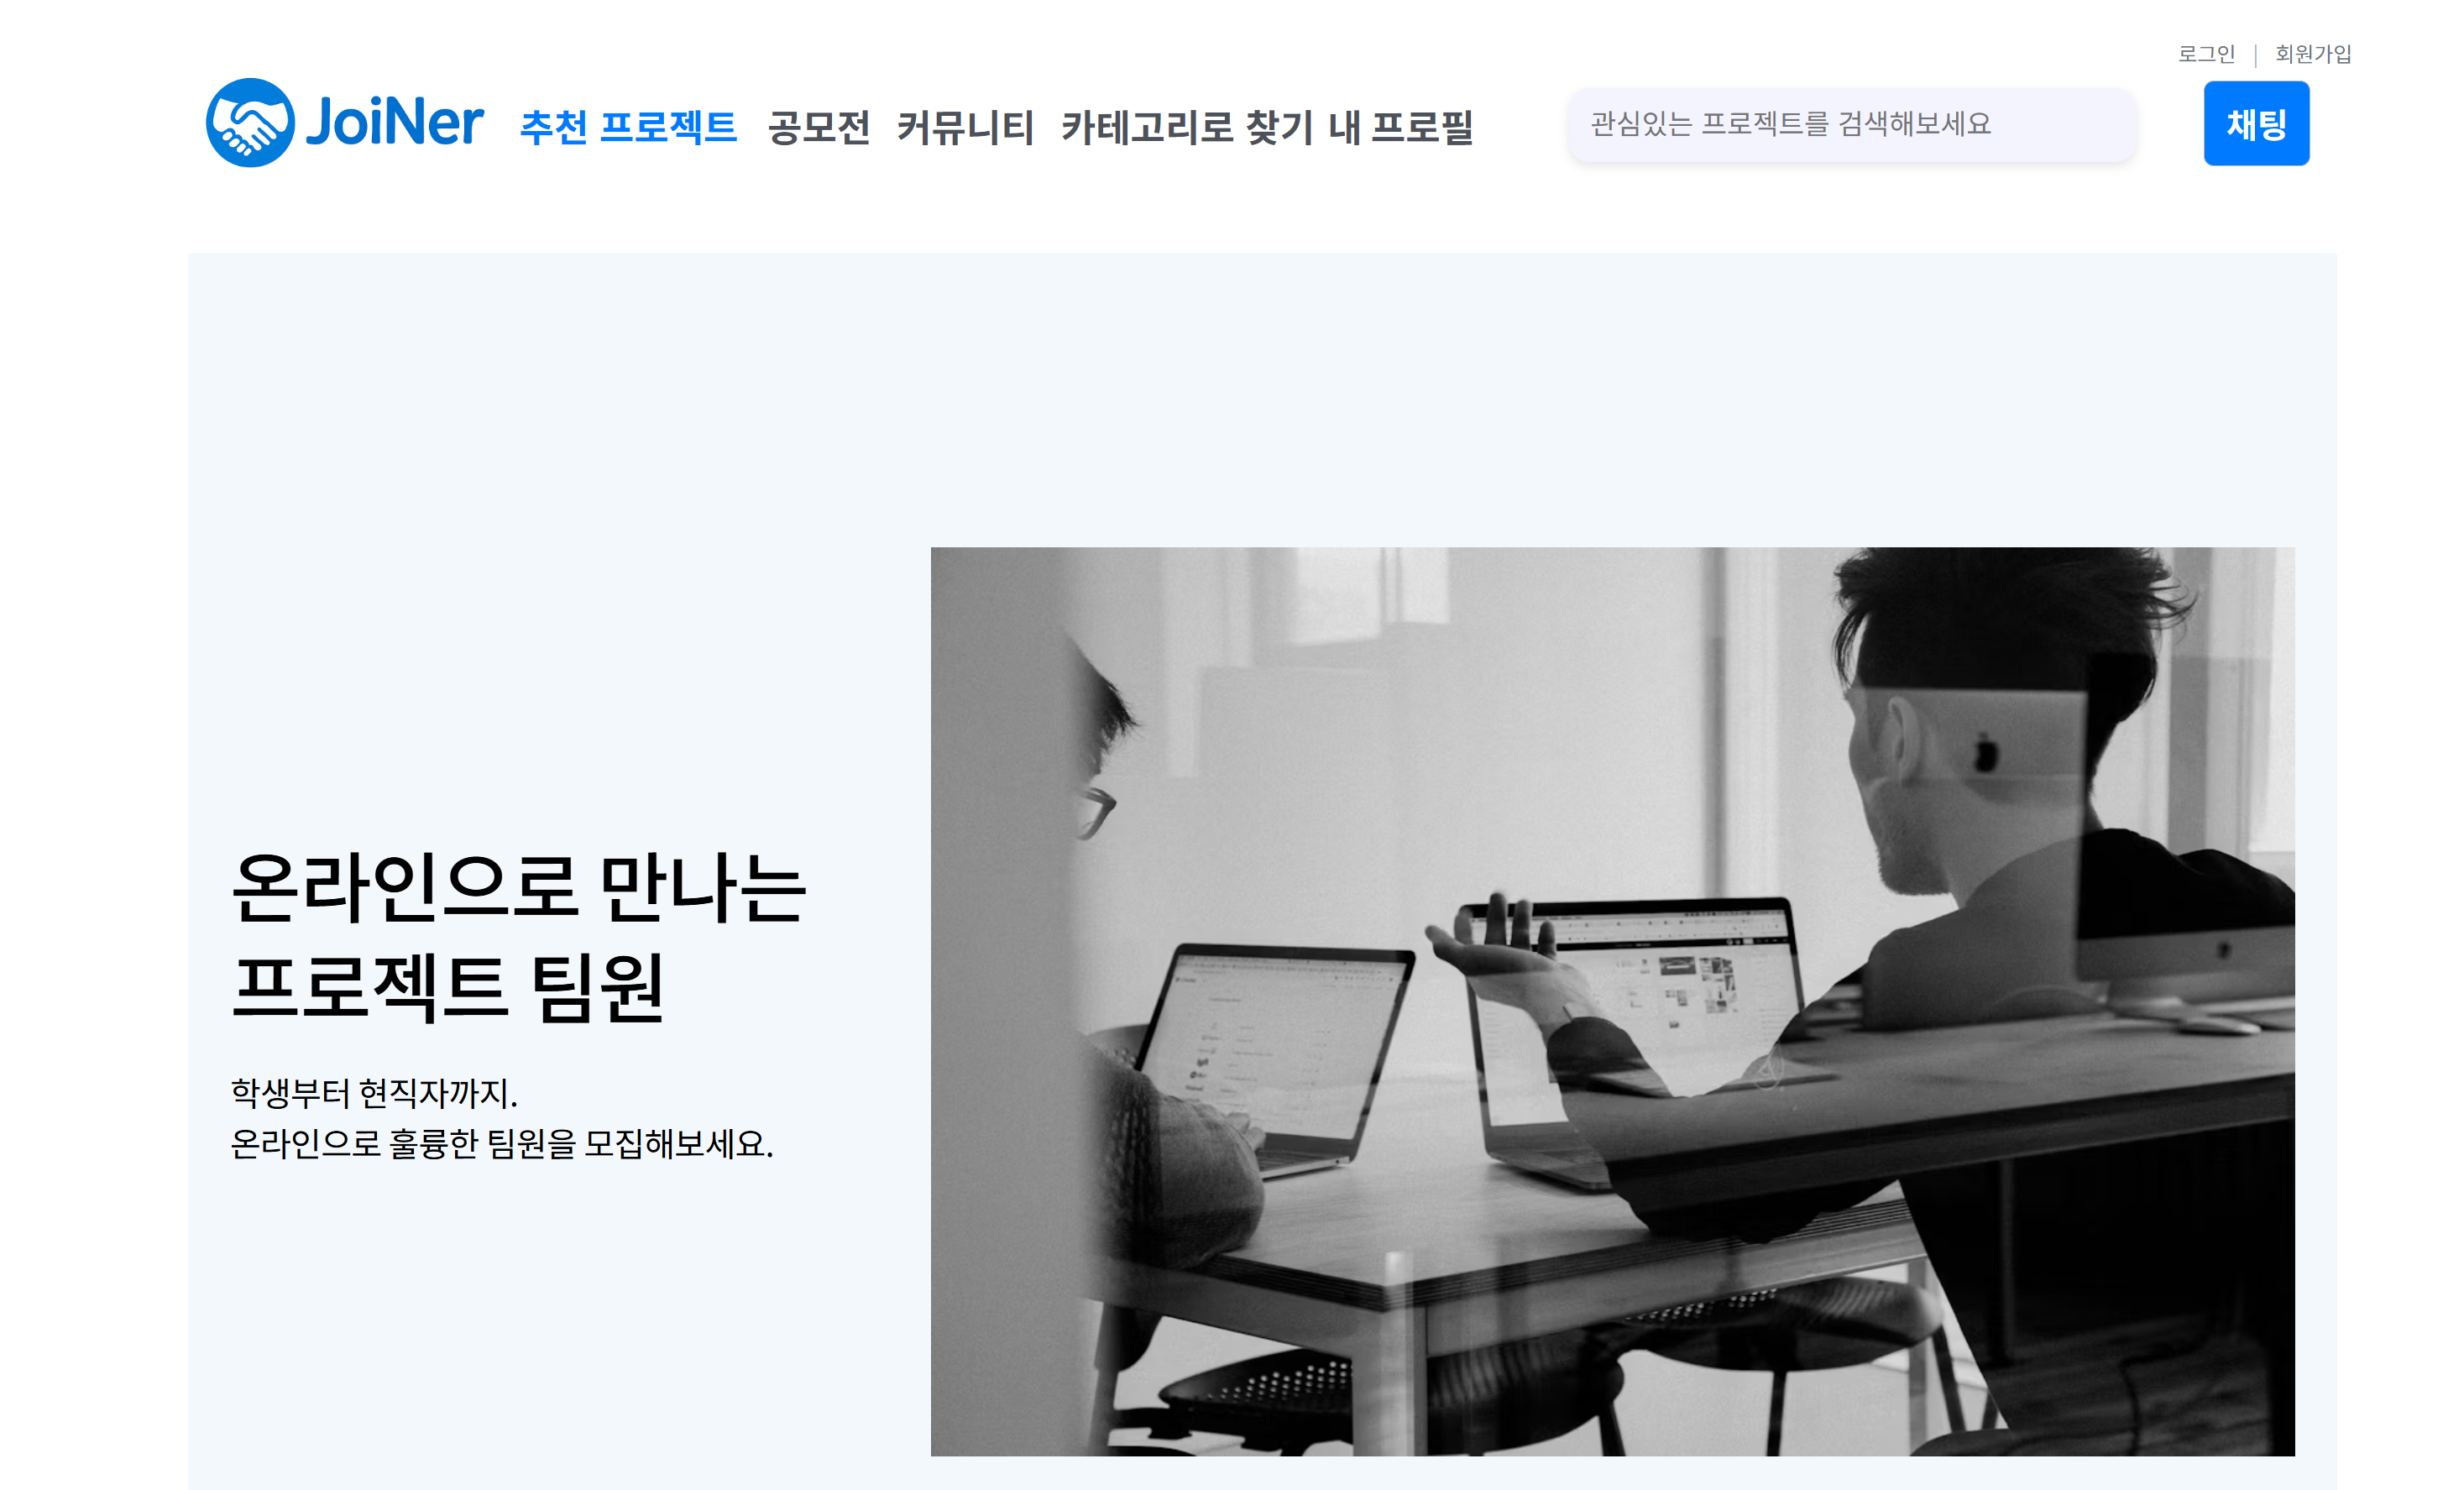 로그인 | 회원가입
JoiNer 추천 프로젝트 공모전 커뮤니티 카테고리로 찾기 내 프로필 관심있는 프로젝트를 검색해보세요 채팅
온라인으로 만나는
프로젝트 팀원
학생부터 현직자까지.
온라인으로 훌륭한 팀원을 모집해보세요.